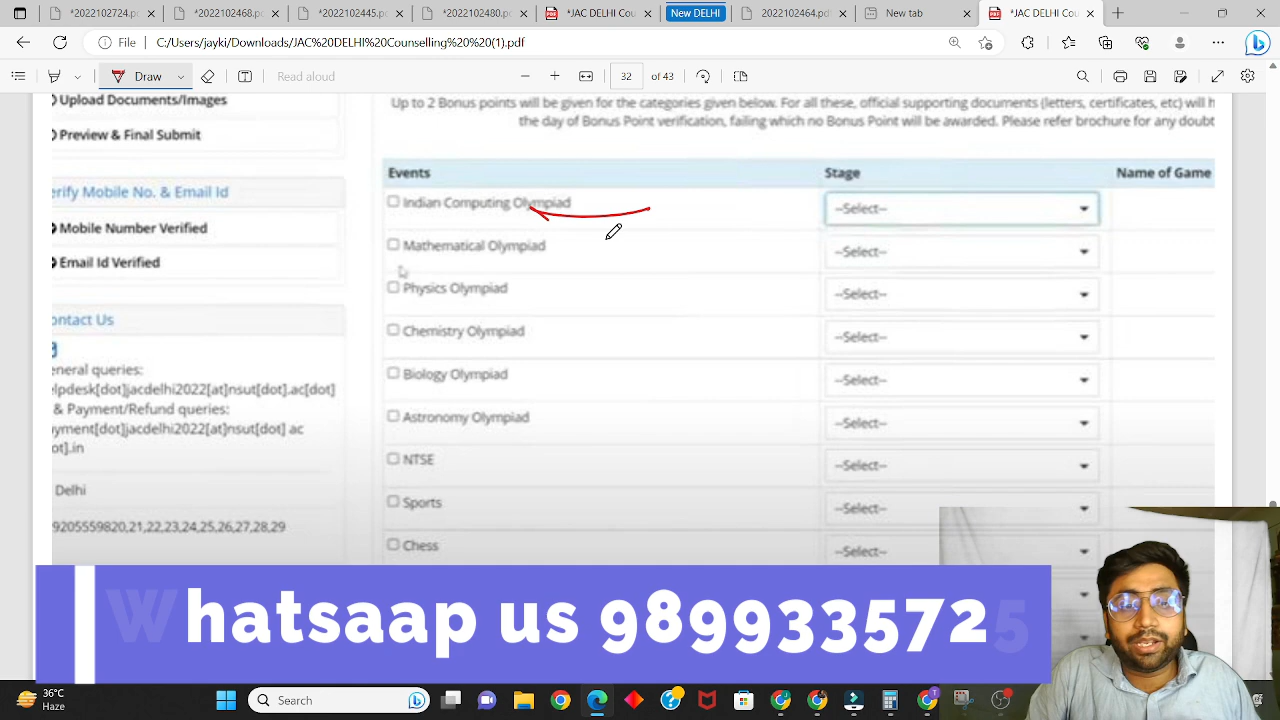 *2022102
*2022102468.p
*2022102445.p
*JAC DELHI Co
New DELHI
2022102464.pd
New tab
*JAC DELHI Cou
File
C:/Users/jayki/Downloads/JAC%20DELHI%20Counselling%20%20(1).pdf
Draw
Read aloud
32
of 43
Upload Documents/Images
Preview & Final Submit
Up to 2 Bonus points will be given for the categories given below. For all these, official supporting documents (letters, certificates, etc) will h
the day of Bonus Point verification, failing which no Bonus Point will be awarded. Please refer brochure for any doubt
erify Mobile No. & Email Id
Mobile Number Verified
Email Id Verified
ontact Us
eneral queries:
elpdesk[dot]jacdelhi2022[at]nsut[dot].ac[dot]
& Payment/Refund queries:
yment[dot]jacdelhi2022[at]nsut[dot] ac
ot].in
Delhi
9205559820,21,22,23,24,25,26,27,28,29
Events
Stage
Name of Game
Indian Computing Olympiad
--Select--
Mathematical Olympiad
--Select--
Physics Olympiad
--Select--
Chemistry Olympiad
--Select--
Biology Olympiad
--Select--
Astronomy Olympiad
--Select--
NTSE
--Select--
Sports
--Select--
Chess
--Select--
Whatsaap us 9899335725
36°C
Haze
Search